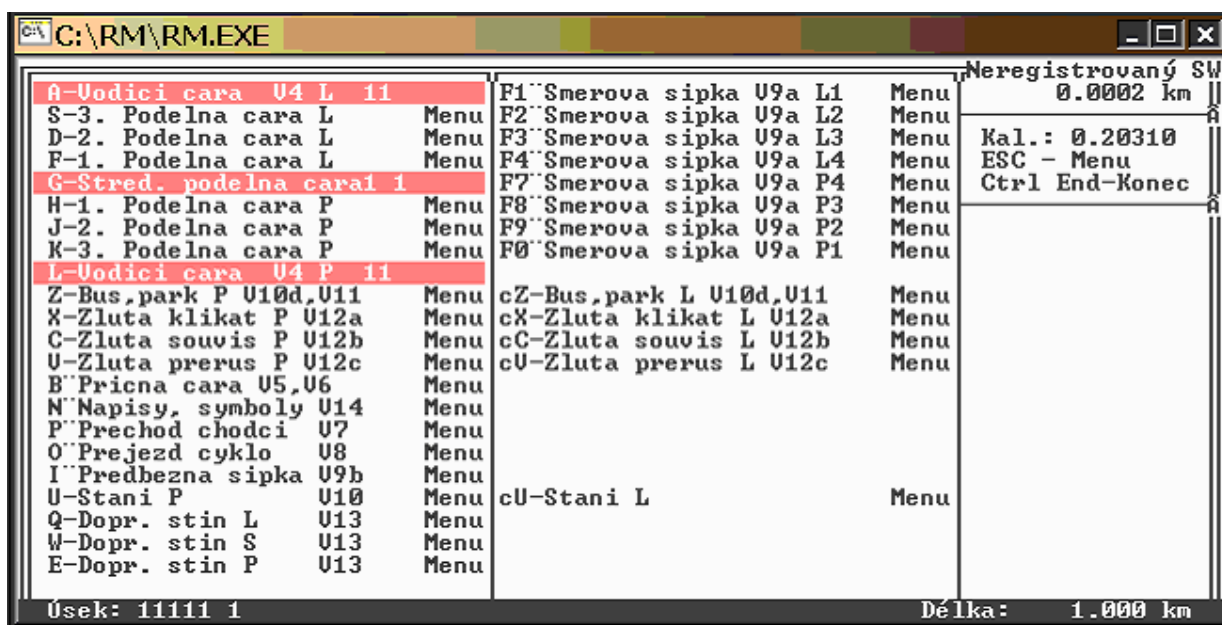 C:\RM\RM.EXE
Neregistrovaný SW
A-Vodici cara V4 L 11 F1¨Smerova sipka V9a L1 Menu 0.0002 km
S-3. Podelna cara L Menu F2¨Smerova sipka V9a L2 Menu
D-2. Podelna cara L Menu F3¨Smerova sipka V9a L3 Menu Kal.: 0.20310
F-1. Podelna cara L Menu F4¨Smerova sipka V9a L4 Menu ESC - Menu
G-Stred. podelna cara1 1 F7¨Smerova sipka V9a P4 Menu Ctrl End-Konec
H-1. Podelna cara P Menu F8¨Smerova sipka V9a P3 Menu
J-2. Podelna cara P Menu F9¨Smerova sipka V9a P2 Menu
K-3. Podelna cara P Menu F0¨Smerova sipka V9a P1 Menu
L-Vodici cara V4 P 11
Z-Bus,park P V10d,V11 Menu cZ-Bus,park L V10d,V11 Menu
X-Zluta klikat P V12a Menu cX-Zluta klikat L V12a Menu
C-Zluta souvis P V12b Menu cC-Zluta souvis L V12b Menu
V-Zluta prerus P V12c Menu cV-Zluta prerus L V12c Menu
B¨Pricna cara V5,V6 Menu
N¨Napisy, symboly V14 Menu
P¨Prechod chodci V7 Menu
O¨Prejezd cyklo V8 Menu
I¨Predbezna sipka V9b Menu
U-Stani P V10 Menu cU-Stani L Menu
Q-Dopr. stin L V13 Menu
W-Dopr. stin S V13 Menu
E-Dopr. stin P V13 Menu
Úsek: 11111 1 Délka: 1.000 km